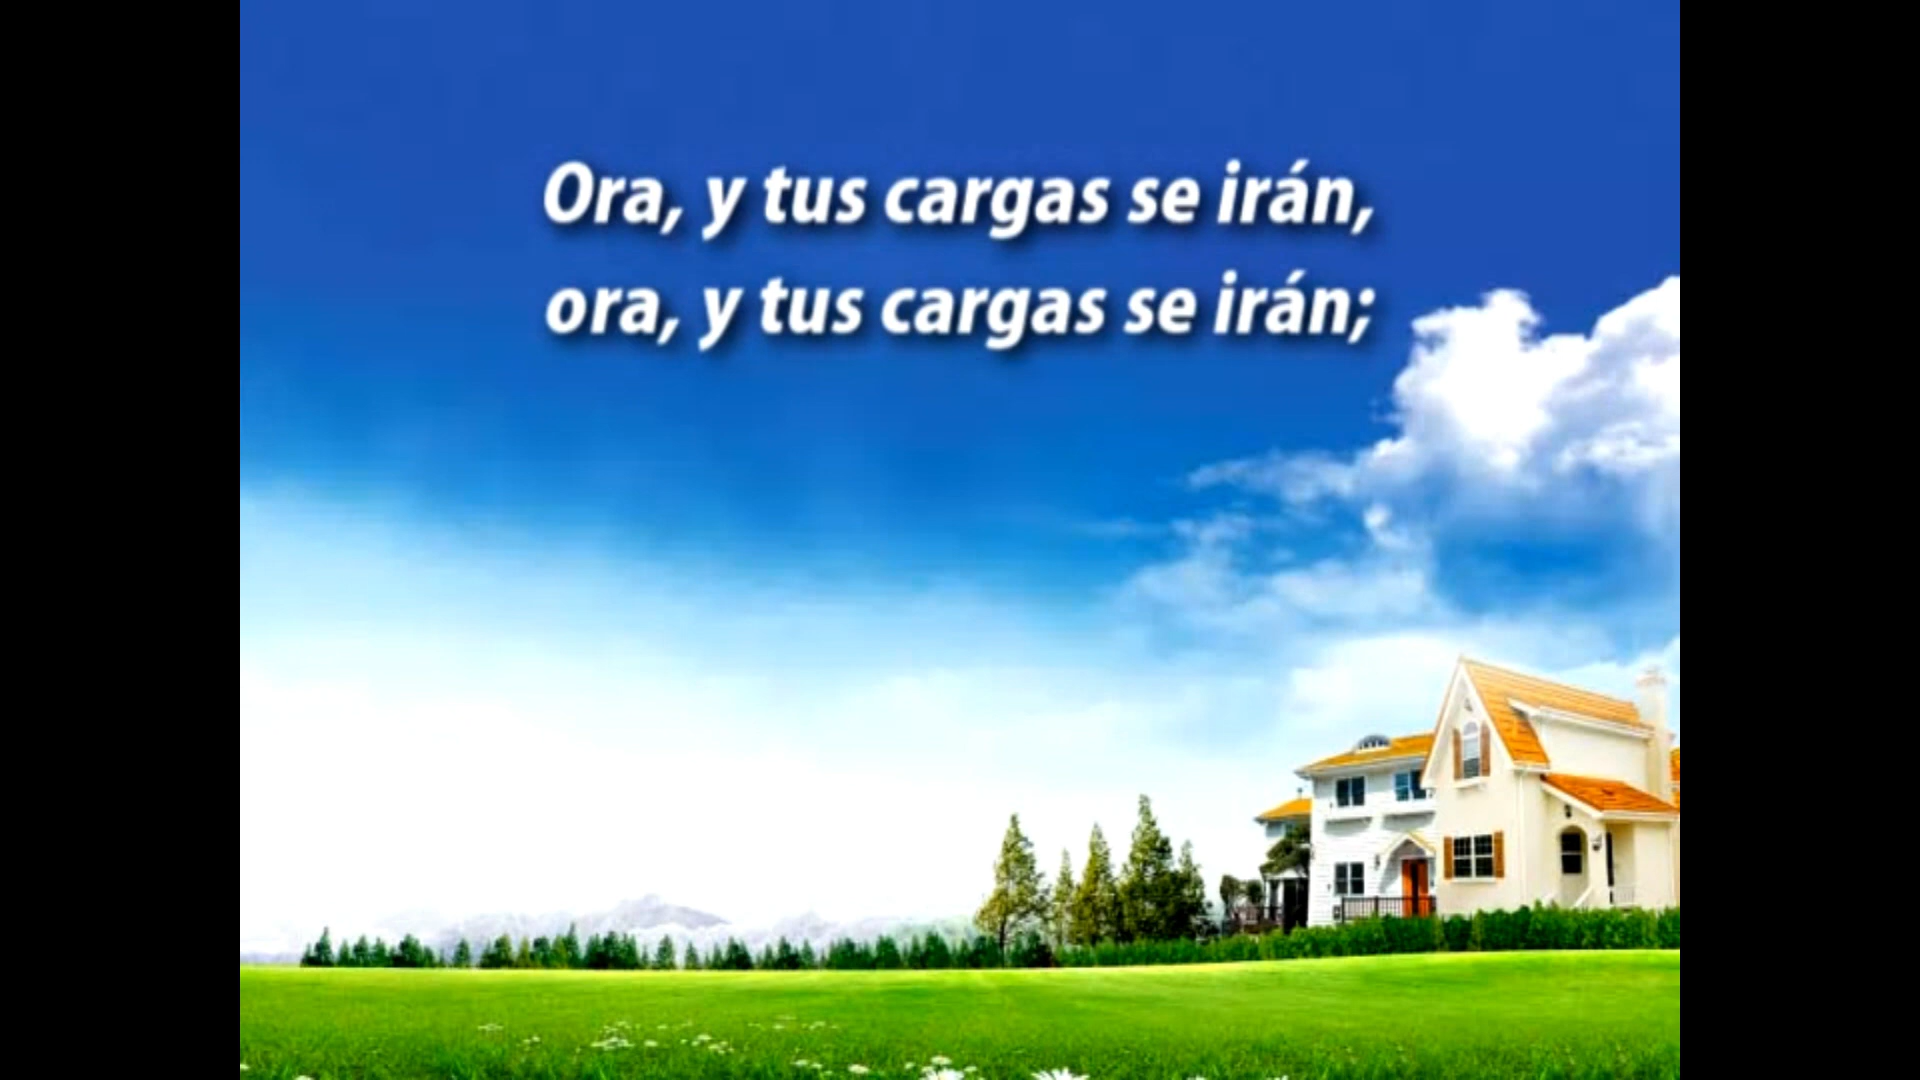 Ora, y tus cargas se irán,
ora, y tus cargas se irán;